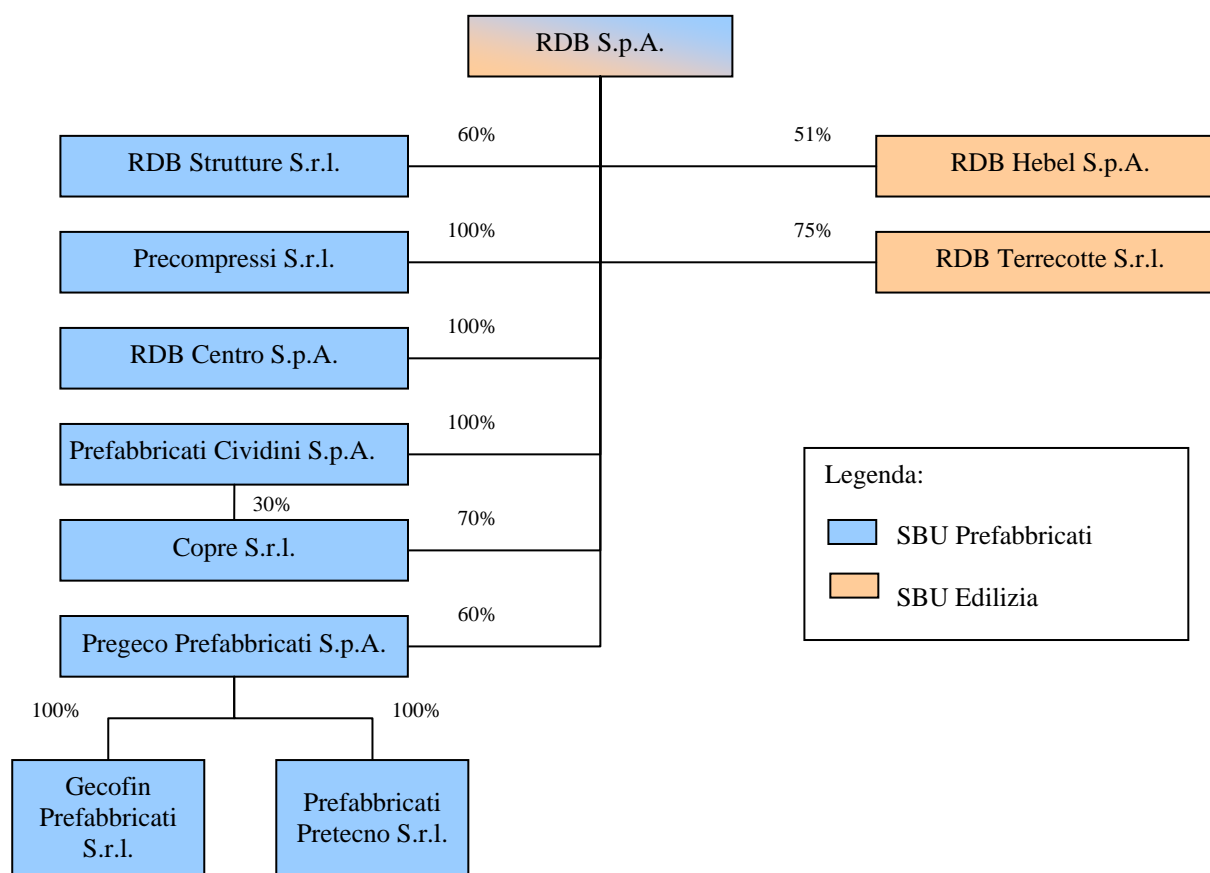 RDB S.p.A.
60%
51%
RDB Strutture S.r.l.
RDB Hebel S.p.A.
100%
75%
Precompressi S.r.l.
RDB Terrecotte S.r.l.
100%
RDB Centro S.p.A.
100%
Prefabbricati Cividini S.p.A.
30%
70%
Copre S.r.l.
60%
Pregeco Prefabbricati S.p.A.
100%
100%
Gecofin
Prefabbricati
S.r.l.
Prefabbricati
Pretecno S.r.l.
Legenda:
SBU Prefabbricati
SBU Edilizia